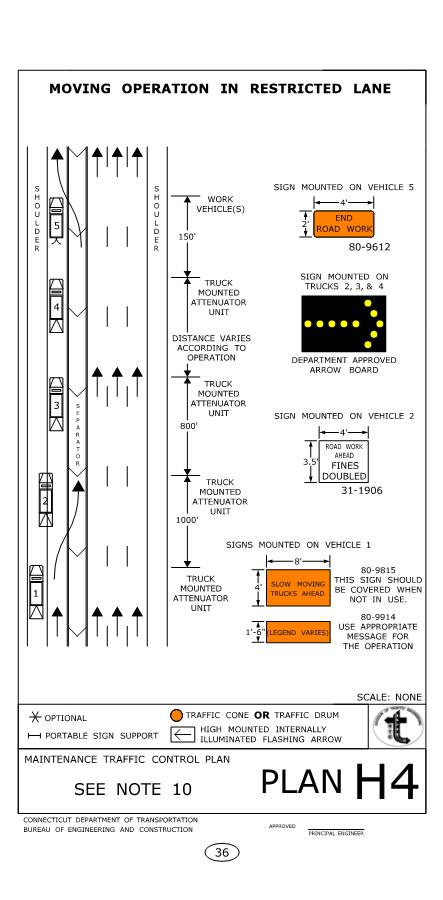 MOVING OPERATION IN RESTRICTED LANE
SHOULDER
SHOULDER
SEPARATOR
5
4
3
2
1
WORK
VEHICLE(S)
150'
TRUCK
MOUNTED
ATTENUATOR
UNIT
DISTANCE VARIES
ACCORDING TO
OPERATION
TRUCK
MOUNTED
ATTENUATOR
UNIT
800'
TRUCK
MOUNTED
ATTENUATOR
UNIT
1000'
TRUCK
MOUNTED
ATTENUATOR
UNIT
SIGN MOUNTED ON VEHICLE 5
4'
2'
END
ROAD WORK
80-9612
SIGN MOUNTED ON
TRUCKS 2, 3, & 4
DEPARTMENT APPROVED
ARROW BOARD
SIGN MOUNTED ON VEHICLE 2
4'
3.5'
ROAD WORK
AHEAD
FINES
DOUBLED
31-1906
SIGNS MOUNTED ON VEHICLE 1
8'
4'
SLOW MOVING
TRUCKS AHEAD
80-9815
THIS SIGN SHOULD
BE COVERED WHEN
NOT IN USE.
1'-6"
(LEGEND VARIES)
80-9914
USE APPROPRIATE
MESSAGE FOR
THE OPERATION
SCALE: NONE
OPTIONAL
PORTABLE SIGN SUPPORT
TRAFFIC CONE OR TRAFFIC DRUM
HIGH MOUNTED INTERNALLY
ILLUMINATED FLASHING ARROW
MAINTENANCE TRAFFIC CONTROL PLAN
SEE NOTE 10
PLAN H4
CONNECTICUT DEPARTMENT OF TRANSPORTATION
BUREAU OF ENGINEERING AND CONSTRUCTION
APPROVED
PRINCIPAL ENGINEER
36